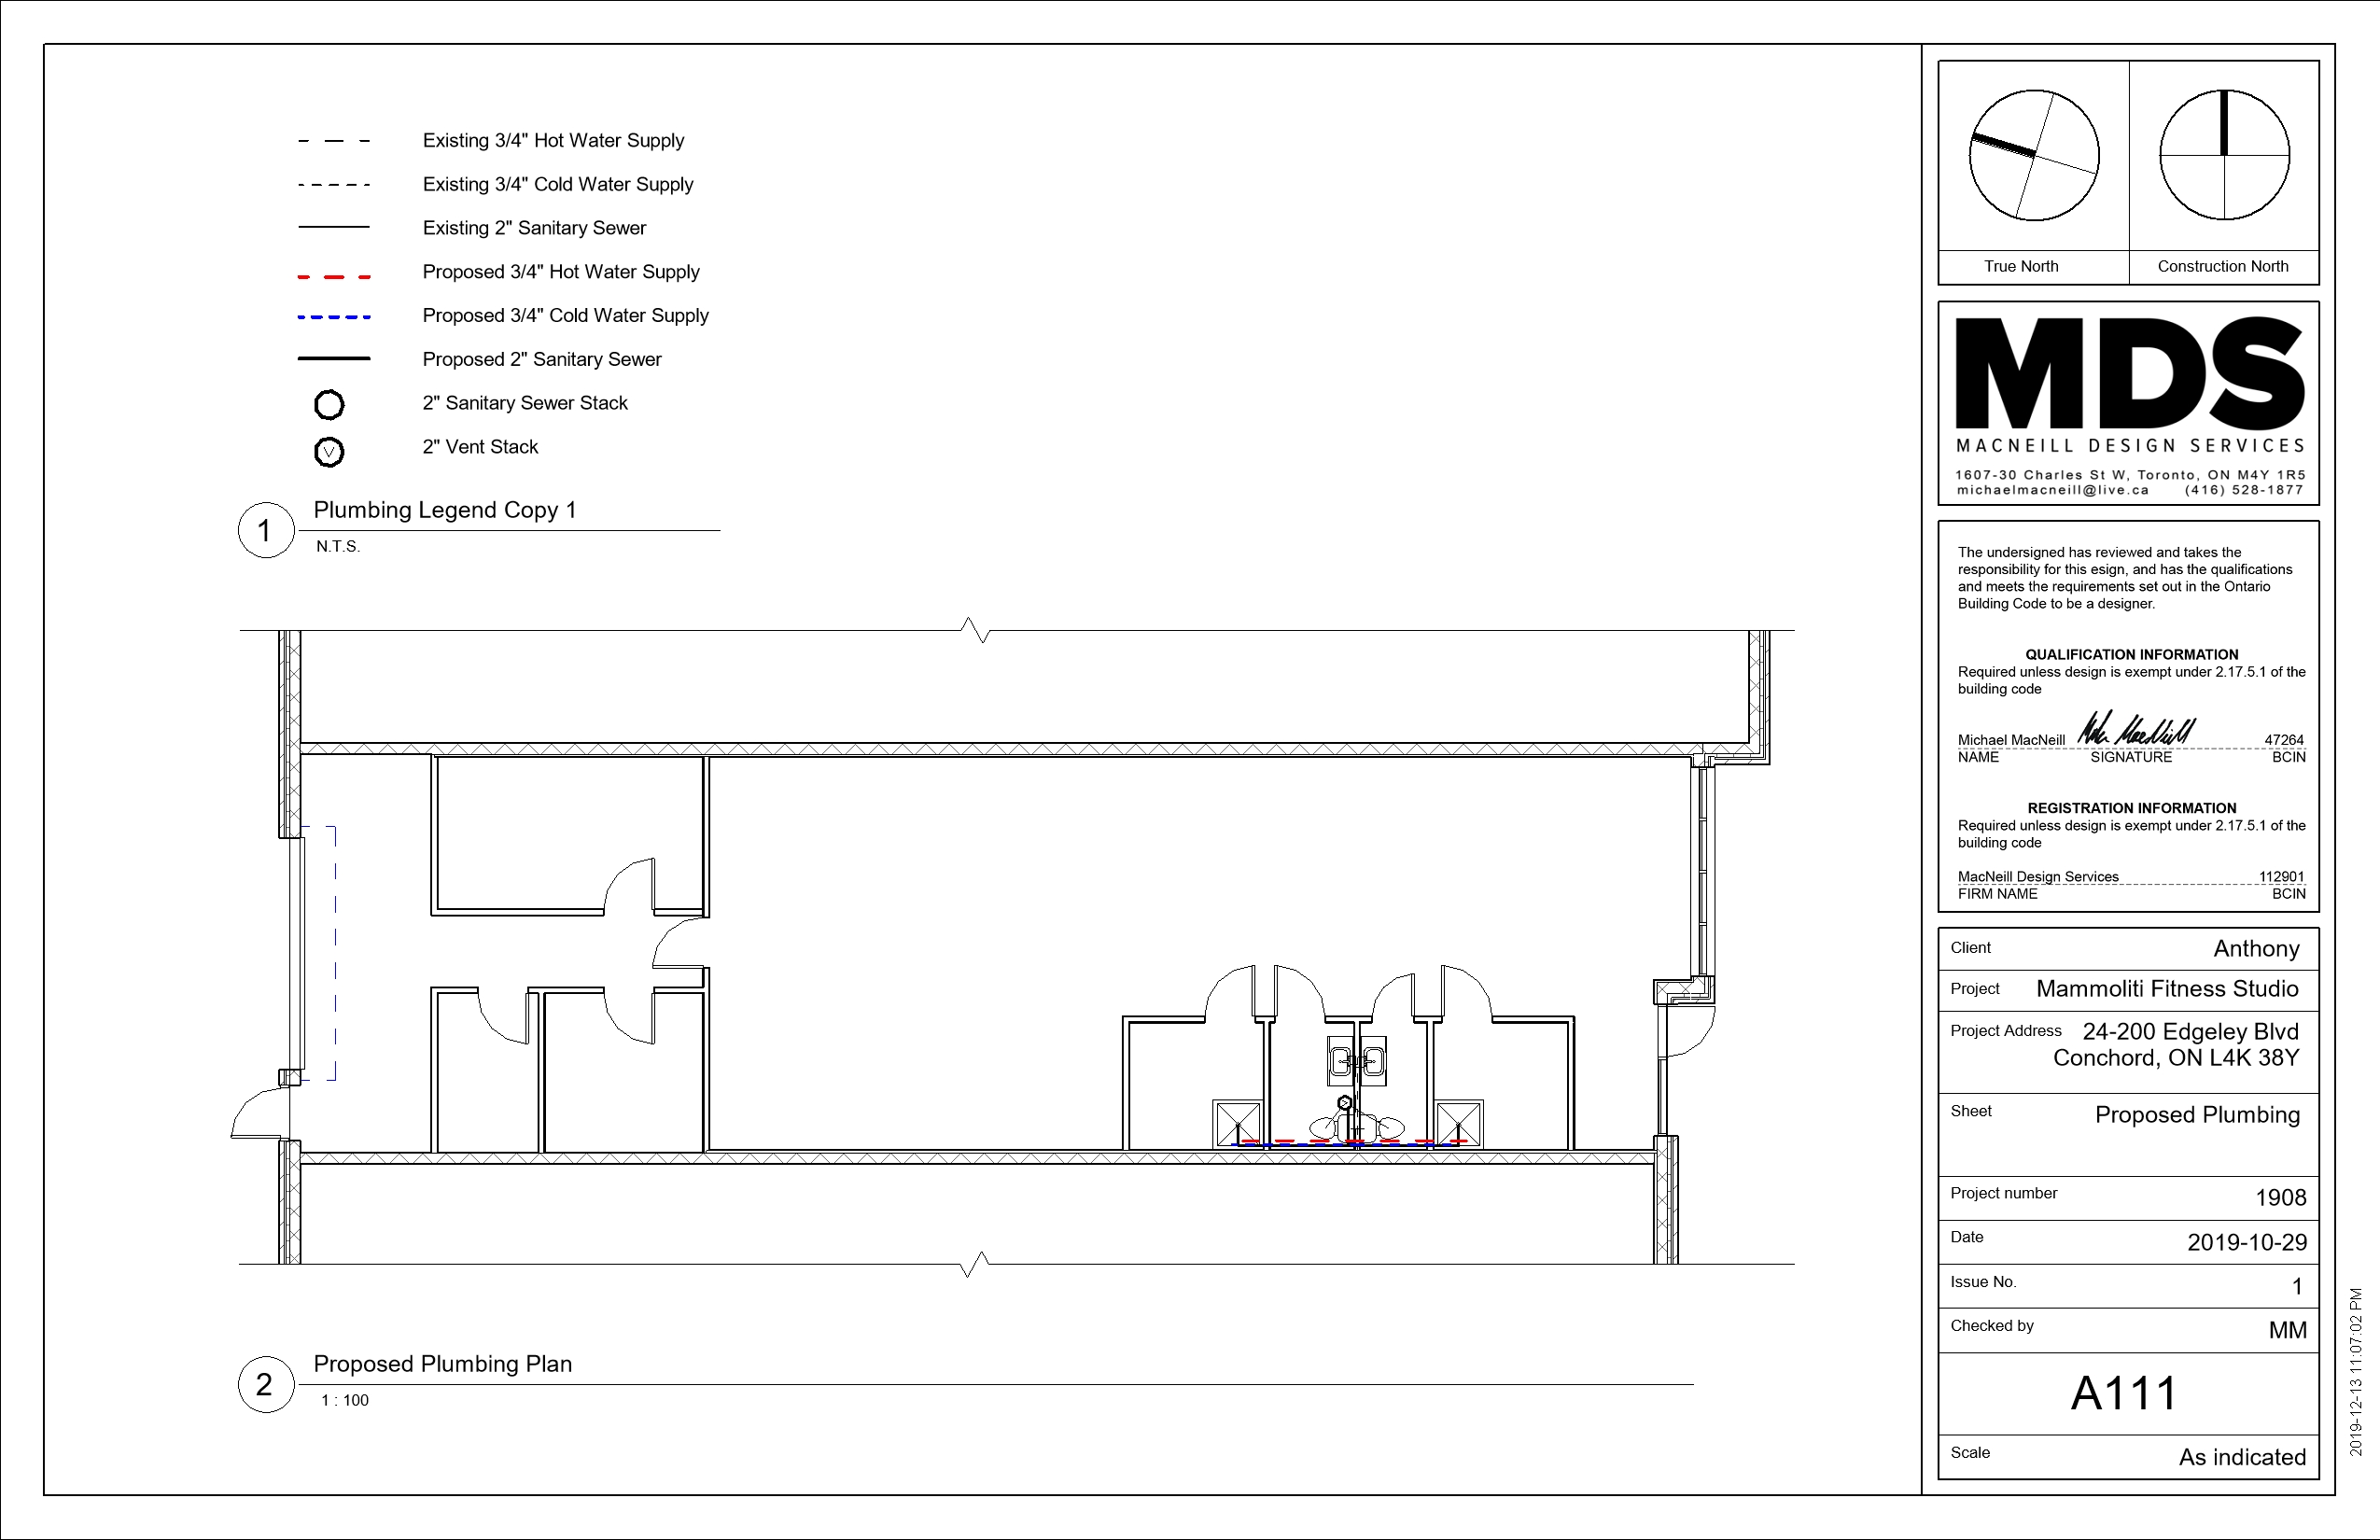 Existing 3/4" Hot Water Supply
Existing 3/4" Cold Water Supply
Existing 2" Sanitary Sewer
Proposed 3/4" Hot Water Supply
Proposed 3/4" Cold Water Supply
Proposed 2" Sanitary Sewer
2" Sanitary Sewer Stack
V
2" Vent Stack
1
Plumbing Legend Copy 1
N.T.S.
2
Proposed Plumbing Plan
1 : 100
True North
Construction North
MDS
MACNEILL DESIGN SERVICES
1607-30 Charles St W, Toronto, ON M4Y 1R5
michaelmacneill@live.ca (416) 528-1877
The undersigned has reviewed and takes the
responsibility for this esign, and has the qualifications
and meets the requirements set out in the Ontario
Building Code to be a designer.
QUALIFICATION INFORMATION
Required unless design is exempt under 2.17.5.1 of the
building code
Michael MacNeill Mike MacNeill 47264
NAME SIGNATURE BCIN
REGISTRATION INFORMATION
Required unless design is exempt under 2.17.5.1 of the
building code
MacNeill Design Services 112901
FIRM NAME BCIN
Client Anthony
Project Mammoliti Fitness Studio
Project Address 24-200 Edgeley Blvd
Conchord, ON L4K 38Y
Sheet Proposed Plumbing
Project number 1908
Date 2019-10-29
Issue No. 1
Checked by MM
A111
Scale As indicated
2019-12-13 11:07:02 PM